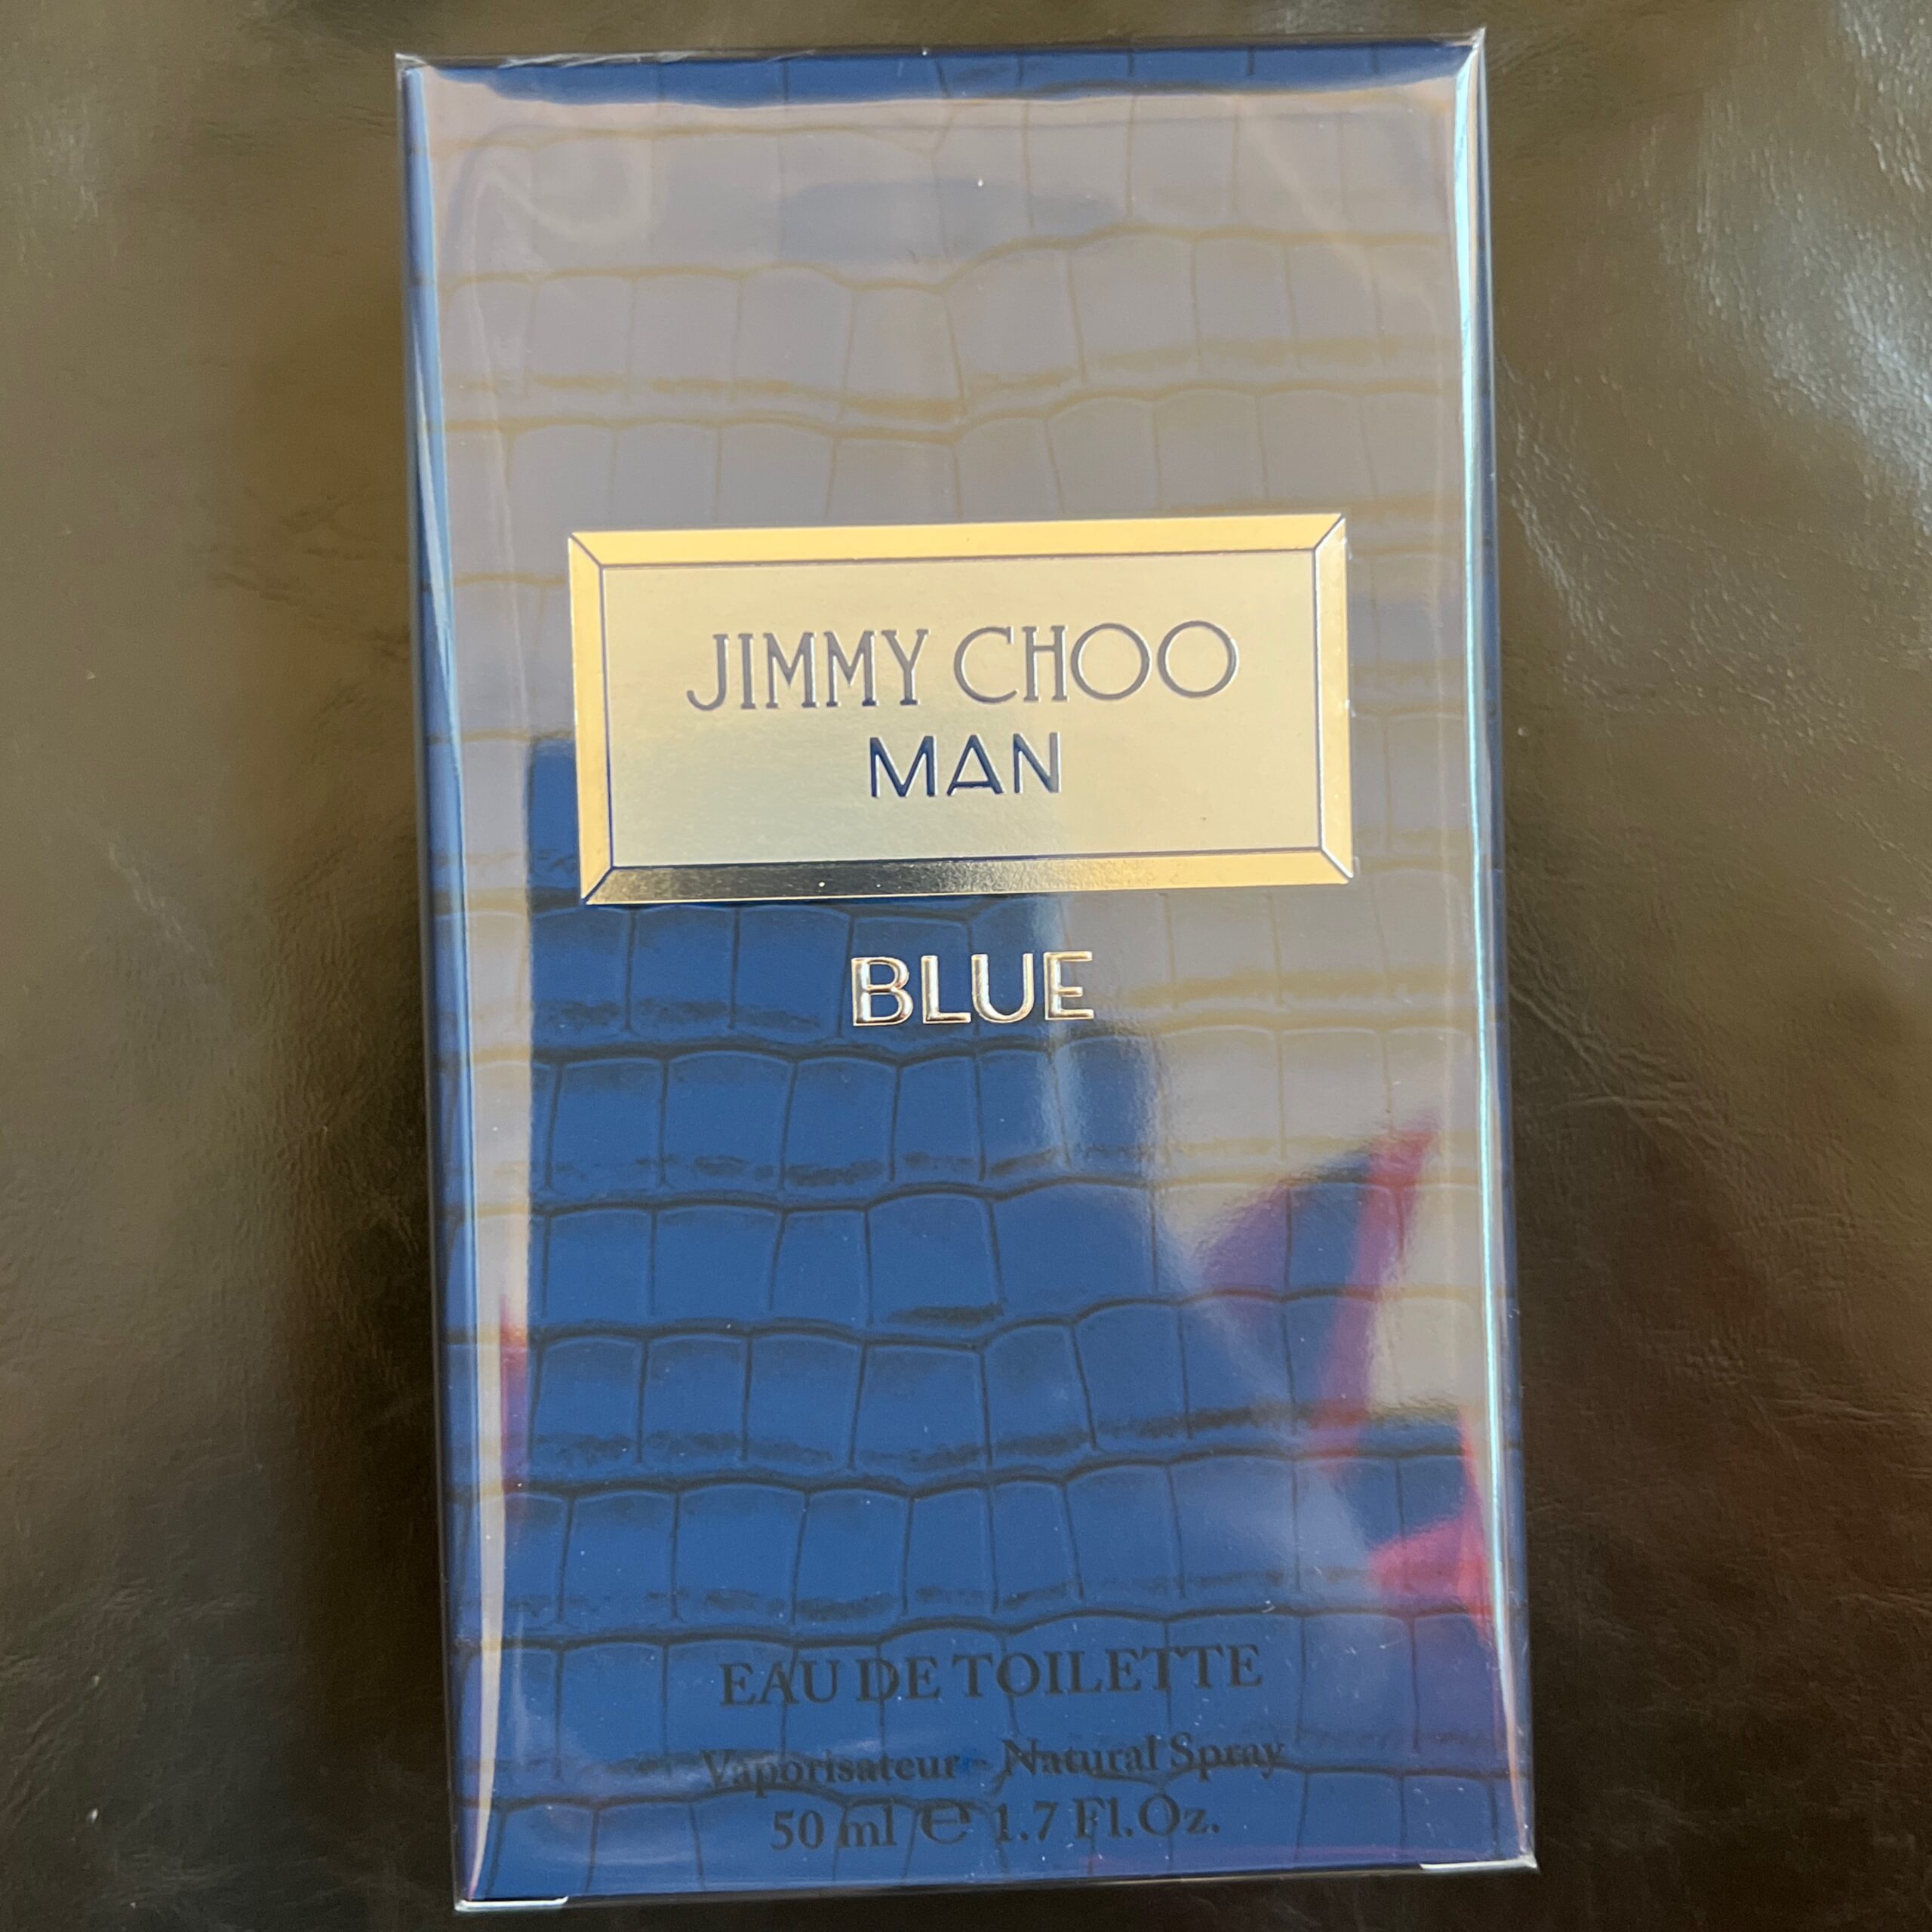 JIMMY CHOO
MAN
BLUE
EAU DE TOILETTE
Vaporisateur - Natural Spray
50 ml ℮ 1.7 Fl.Oz.